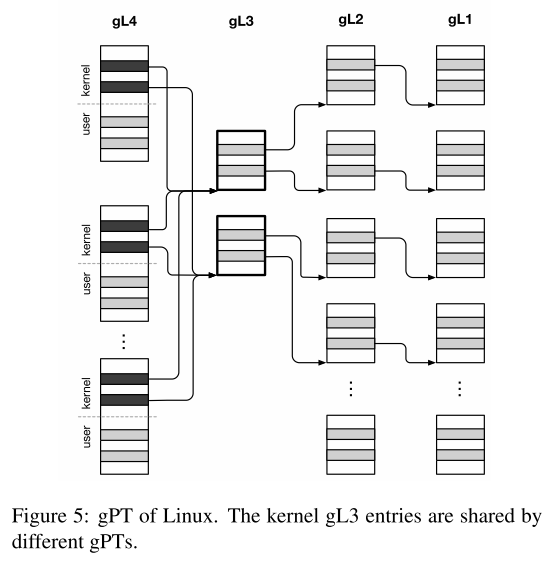 gL4 gL3 gL2 gL1
kernel
user
kernel
user
kernel
user
Figure 5: gPT of Linux. The kernel gL3 entries are shared by
different gPTs.